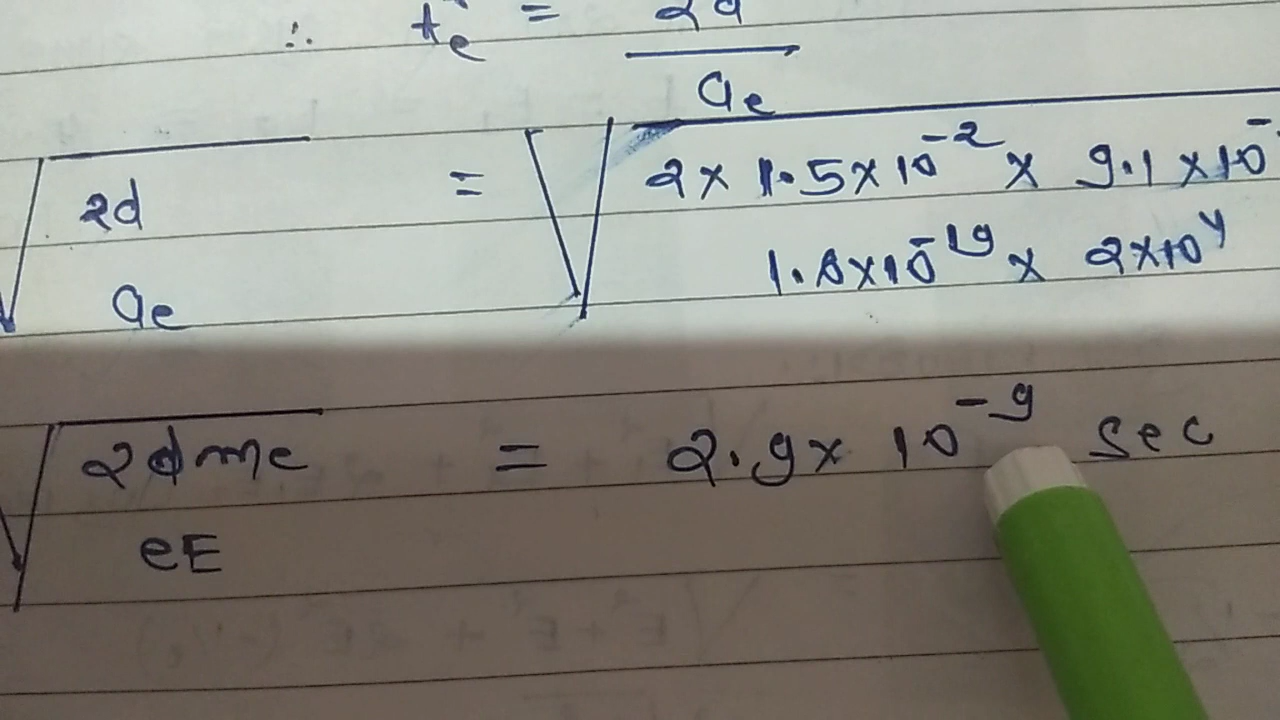 ∴ tₑ² = 2d
aₑ
2d = √ 2 × 1.5 × 10⁻² × 9.1 × 10⁻
aₑ 1.6 × 10⁻¹⁹ × 2 × 10⁴
√ 2dme = 2.9 × 10⁻⁹ Sec
eE